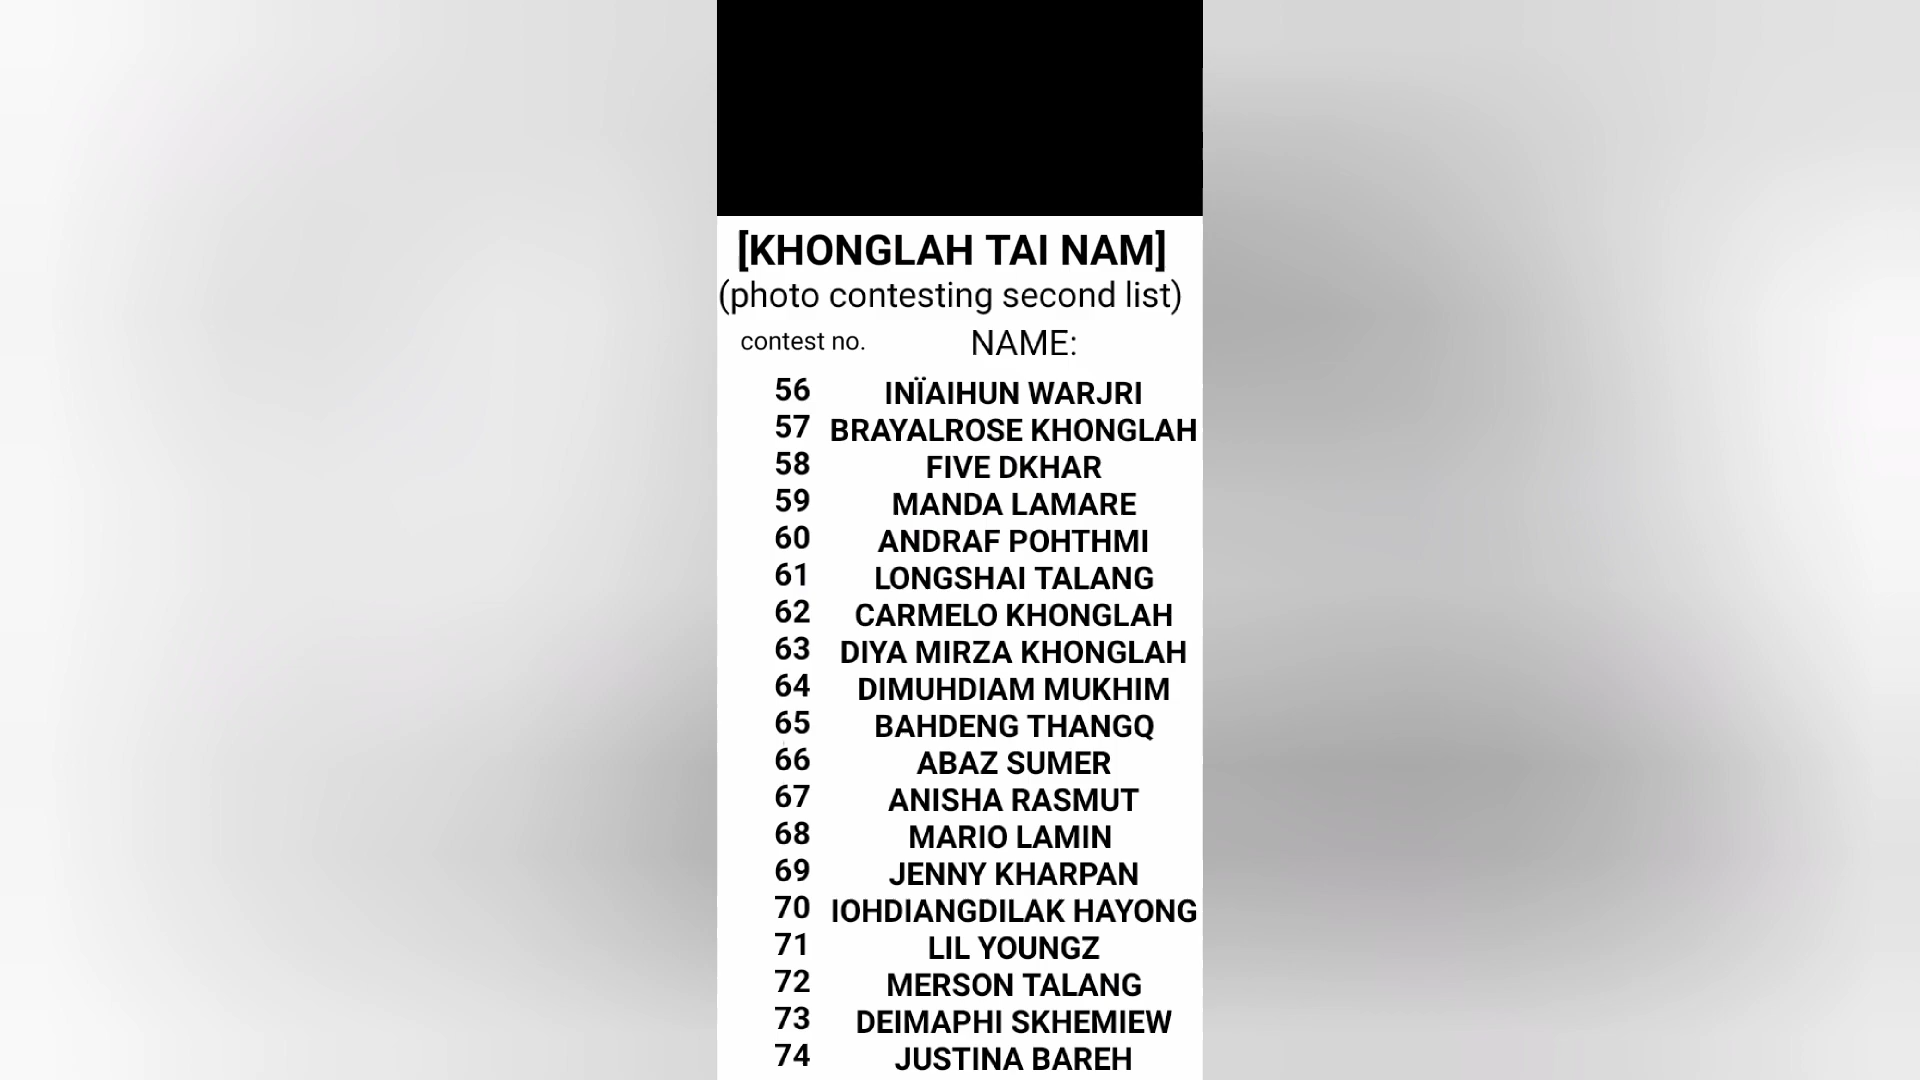 [KHONGLAH TAI NAM]
(photo contesting second list)
contest no. NAME:
56 INÏAIHUN WARJRI
57 BRAYALROSE KHONGLAH
58 FIVE DKHAR
59 MANDA LAMARE
60 ANDRAF POHTHMI
61 LONGSHAI TALANG
62 CARMELO KHONGLAH
63 DIYA MIRZA KHONGLAH
64 DIMUHDIAM MUKHIM
65 BAHDENG THANGQ
66 ABAZ SUMER
67 ANISHA RASMUT
68 MARIO LAMIN
69 JENNY KHARPAN
70 IOHDIANGDILAK HAYONG
71 LIL YOUNGZ
72 MERSON TALANG
73 DEIMAPHI SKHEMIEW
74 JUSTINA BAREH